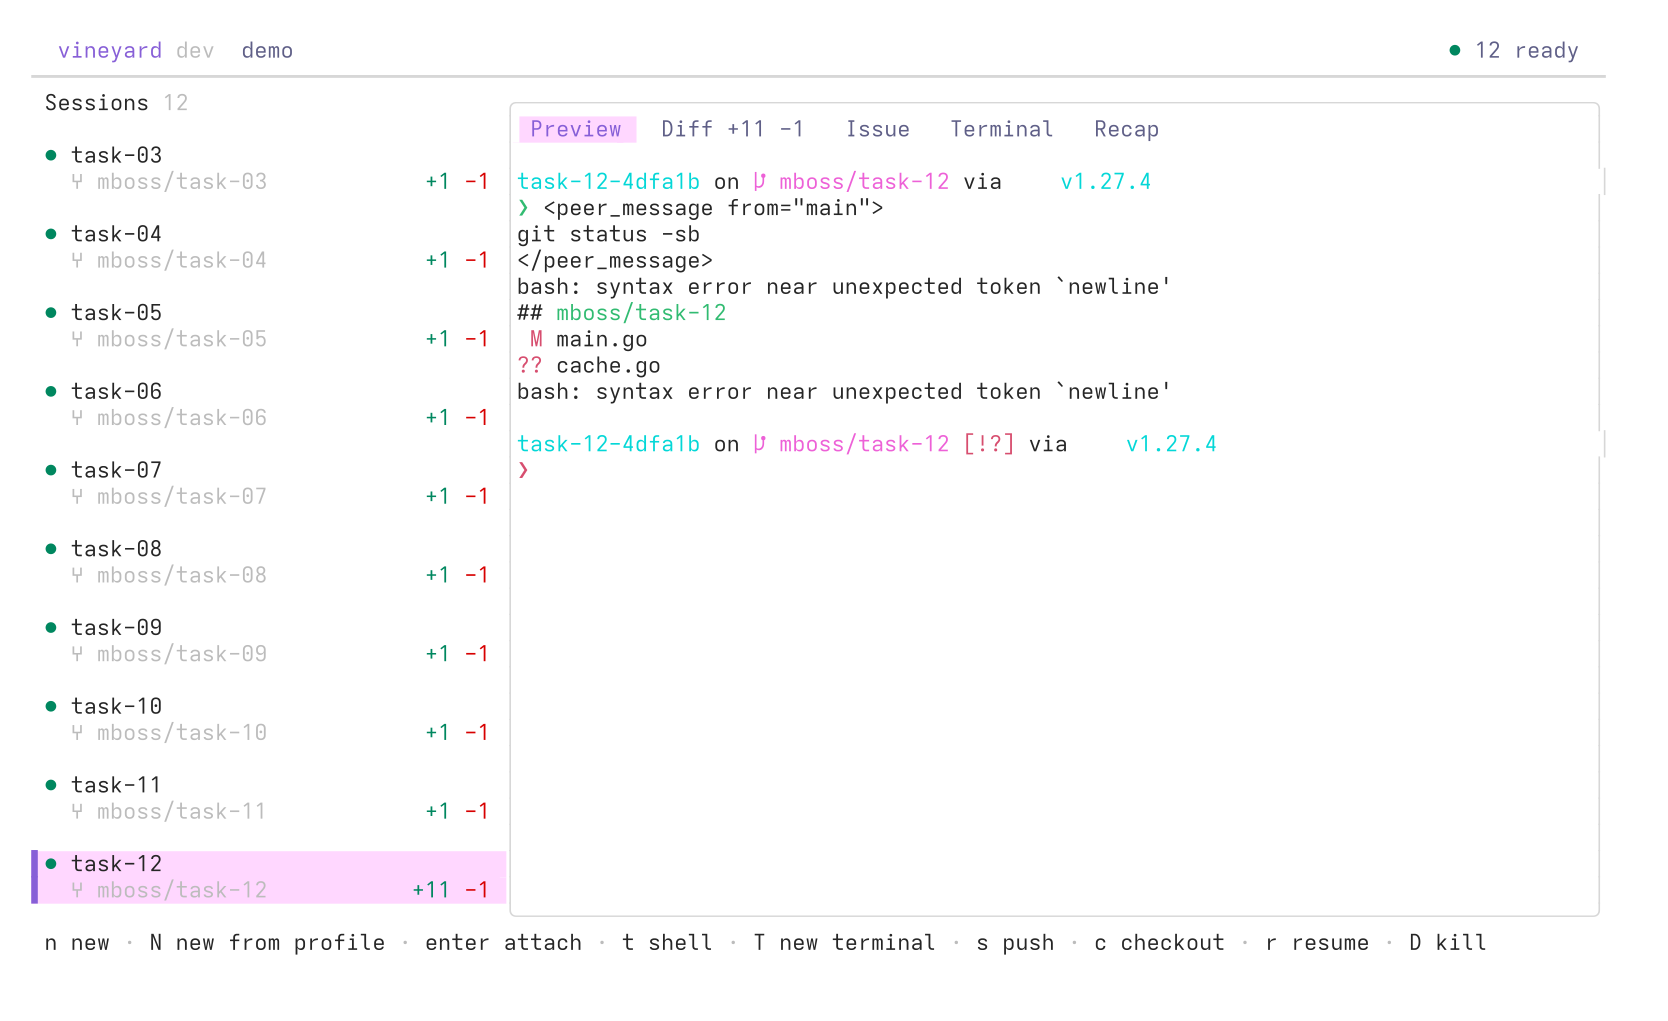 vineyard dev demo
● 12 ready
Sessions 12
● task-03
mboss/task-03 +1 -1
● task-04
mboss/task-04 +1 -1
● task-05
mboss/task-05 +1 -1
● task-06
mboss/task-06 +1 -1
● task-07
mboss/task-07 +1 -1
● task-08
mboss/task-08 +1 -1
● task-09
mboss/task-09 +1 -1
● task-10
mboss/task-10 +1 -1
● task-11
mboss/task-11 +1 -1
● task-12
mboss/task-12 +11 -1
Preview Diff +11 -1 Issue Terminal Recap
task-12-4dfa1b on mboss/task-12 via v1.27.4
❯ <peer_message from="main">
git status -sb
</peer_message>
bash: syntax error near unexpected token `newline'
## mboss/task-12
 M main.go
?? cache.go
bash: syntax error near unexpected token `newline'
task-12-4dfa1b on mboss/task-12 [!?] via v1.27.4
❯
n new · N new from profile · enter attach · t shell · T new terminal · s push · c checkout · r resume · D kill